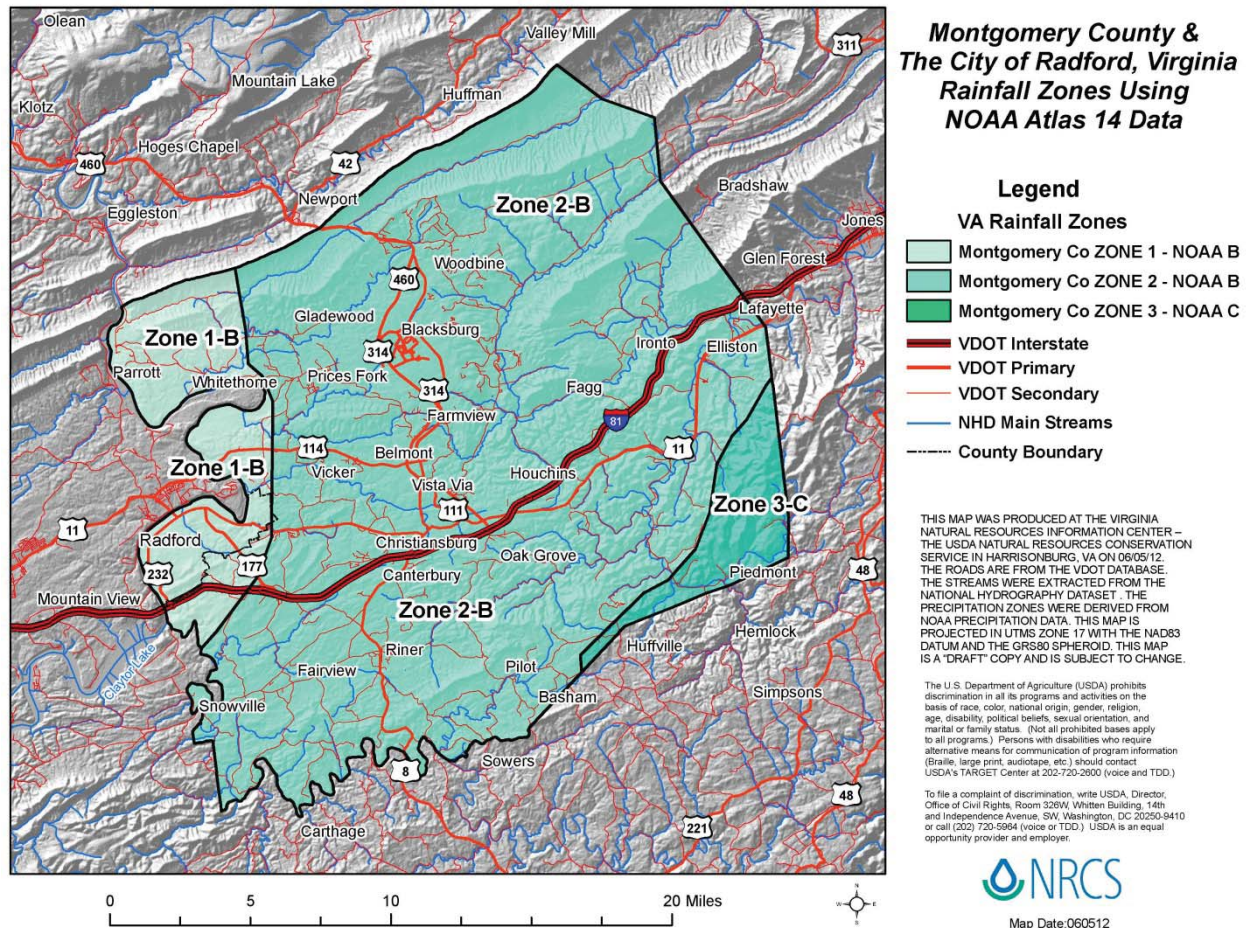 Montgomery County &
The City of Radford, Virginia
Rainfall Zones Using
NOAA Atlas 14 Data
Legend
VA Rainfall Zones
Montgomery Co ZONE 1 - NOAA B
Montgomery Co ZONE 2 - NOAA B
Montgomery Co ZONE 3 - NOAA C
VDOT Interstate
VDOT Primary
VDOT Secondary
NHD Main Streams
County Boundary
THIS MAP WAS PRODUCED AT THE VIRGINIA
NATURAL RESOURCES INFORMATION CENTER –
THE USDA NATURAL RESOURCES CONSERVATION
SERVICE IN HARRISONBURG, VA ON 06/05/12.
THE ROADS ARE FROM THE VDOT DATABASE.
THE STREAMS WERE EXTRACTED FROM THE
NATIONAL HYDROGRAPHY DATASET . THE
PRECIPITATION ZONES WERE DERIVED FROM
NOAA PRECIPITATION DATA. THIS MAP IS
PROJECTED IN UTMS ZONE 17 WITH THE NAD83
DATUM AND THE GRS80 SPHEROID. THIS MAP
IS A "DRAFT" COPY AND IS SUBJECT TO CHANGE.
The U.S. Department of Agriculture (USDA) prohibits
discrimination in all its programs and activities on the
basis of race, color, national origin, gender, religion,
age, disability, political beliefs, sexual orientation, and
marital or family status. (Not all prohibited bases apply
to all programs.) Persons with disabilities who require
alternative means for communication of program information
(Braille, large print, audiotape, etc.) should contact
USDA's TARGET Center at 202-720-2600 (voice and TDD.)
To file a complaint of discrimination, write USDA, Director,
Office of Civil Rights, Room 326W, Whitten Building, 14th
and Independence Avenue, SW, Washington, DC 20250-9410
or call (202) 720-5964 (voice or TDD.) USDA is an equal
opportunity provider and employer.
NRCS
Map Date:060512
Olean
Valley Mill
311
Mountain Lake
Klotz
Huffman
Hoges Chapel
460
42
Newport
Bradshaw
Eggleston
Zone 2-B
Jones
Woodbine
Glen Forest
460
Lafayette
Gladewood
Zone 1-B
Blacksburg
Ironto
Elliston
314
Parrott
Whitethorne
Prices Fork
Fagg
314
Farmview
81
114
Belmont
11
Zone 1-B
Vicker
Houchins
Vista Via
111
Zone 3-C
11
Radford
Christiansburg
Oak Grove
232
177
Canterbury
Piedmont
48
Mountain View
Zone 2-B
Hemlock
Huffville
Riner
Claytor Lake
Fairview
Pilot
Simpsons
Basham
Snowville
Sowers
8
48
Carthage
221
0
5
10
20 Miles
N
W
E
S